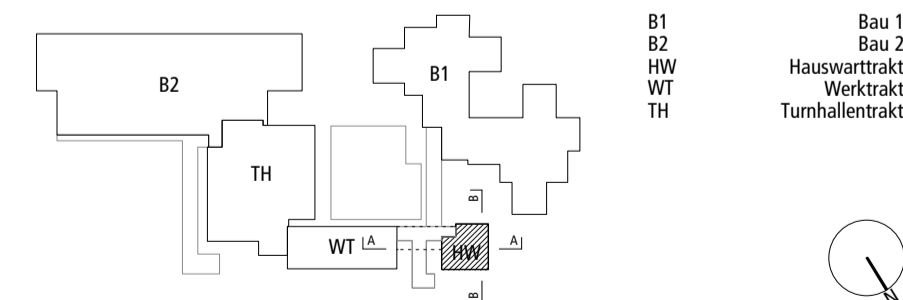 B1 Bau 1
B2 Bau 2
HW Hauswarttrakt
WT Werktrakt
TH Turnhallentrakt
B2
B1
TH
B
WT
A
HW
A
B
N